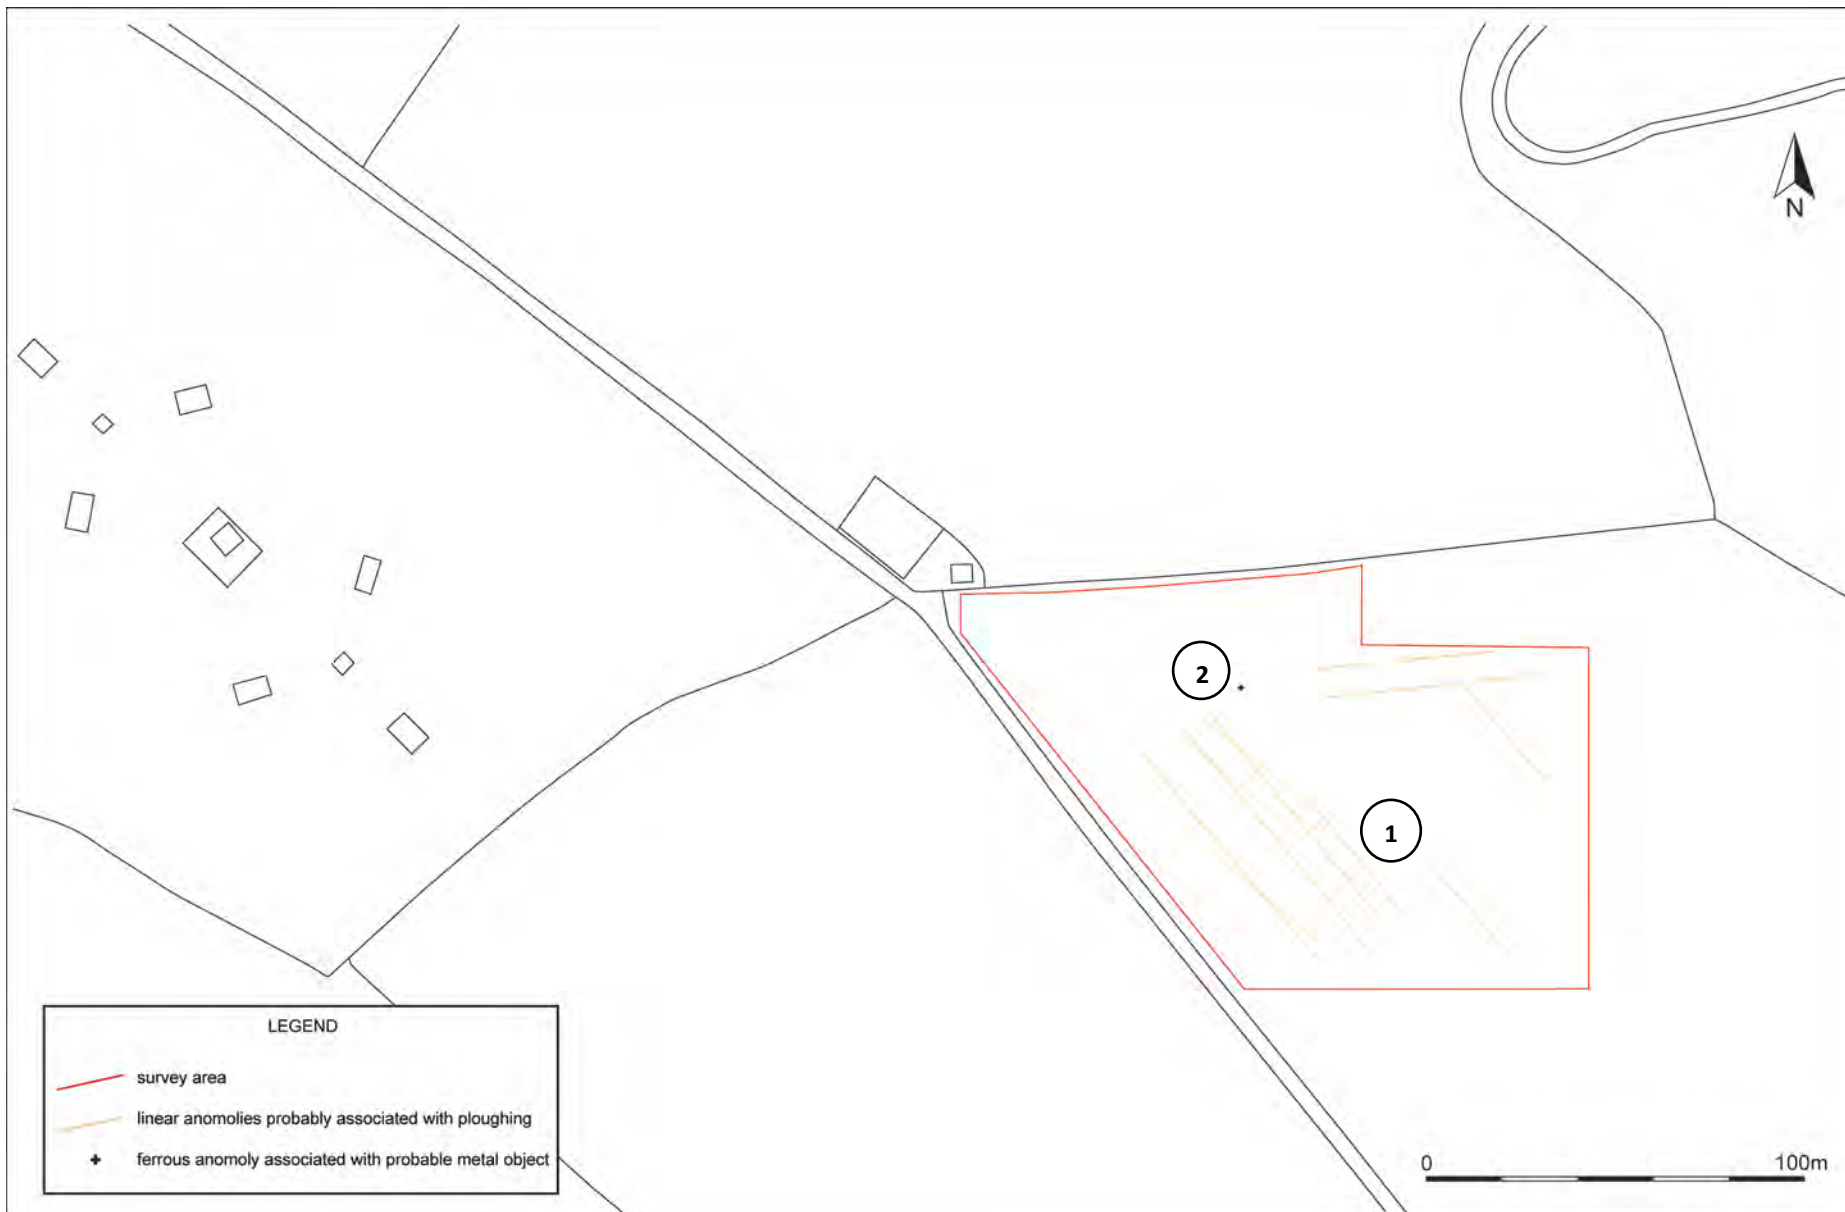 N
2
1
LEGEND
survey area
linear anomolies probably associated with ploughing
ferrous anomoly associated with probable metal object
0 100m